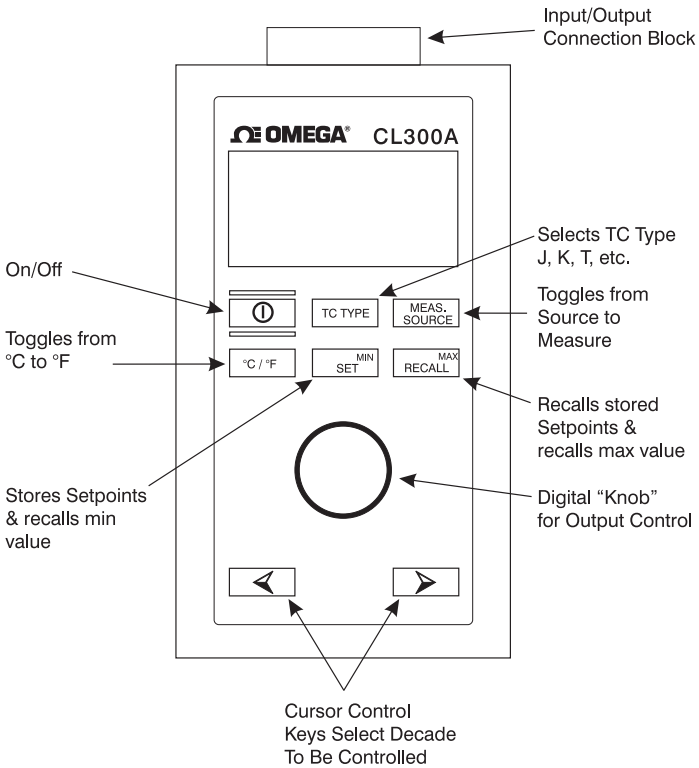 Input/Output
Connection Block
OMEGA® CL300A
Selects TC Type
J, K, T, etc.
On/Off
TC TYPE
MEAS.
SOURCE
Toggles from
Source to
Measure
Toggles from
°C to °F
°C / °F
MIN
SET
MAX
RECALL
Recalls stored
Setpoints &
recalls max value
Stores Setpoints
& recalls min
value
Digital “Knob”
for Output Control
Cursor Control
Keys Select Decade
To Be Controlled